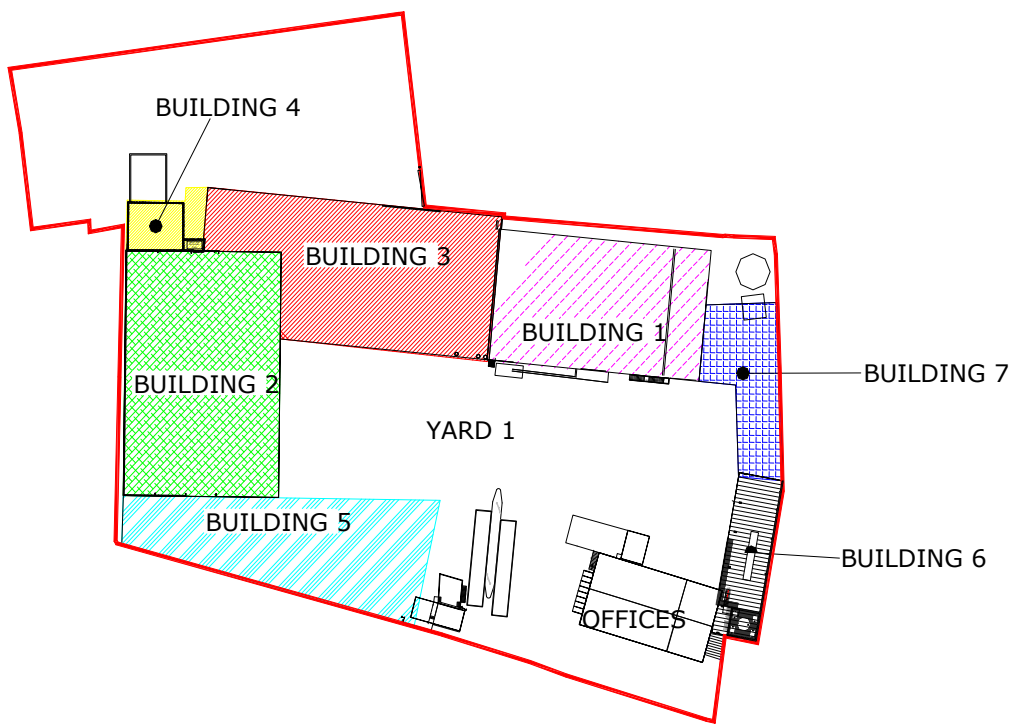 BUILDING 4
BUILDING 3
BUILDING 1
BUILDING 7
BUILDING 2
YARD 1
BUILDING 5
BUILDING 6
OFFICES